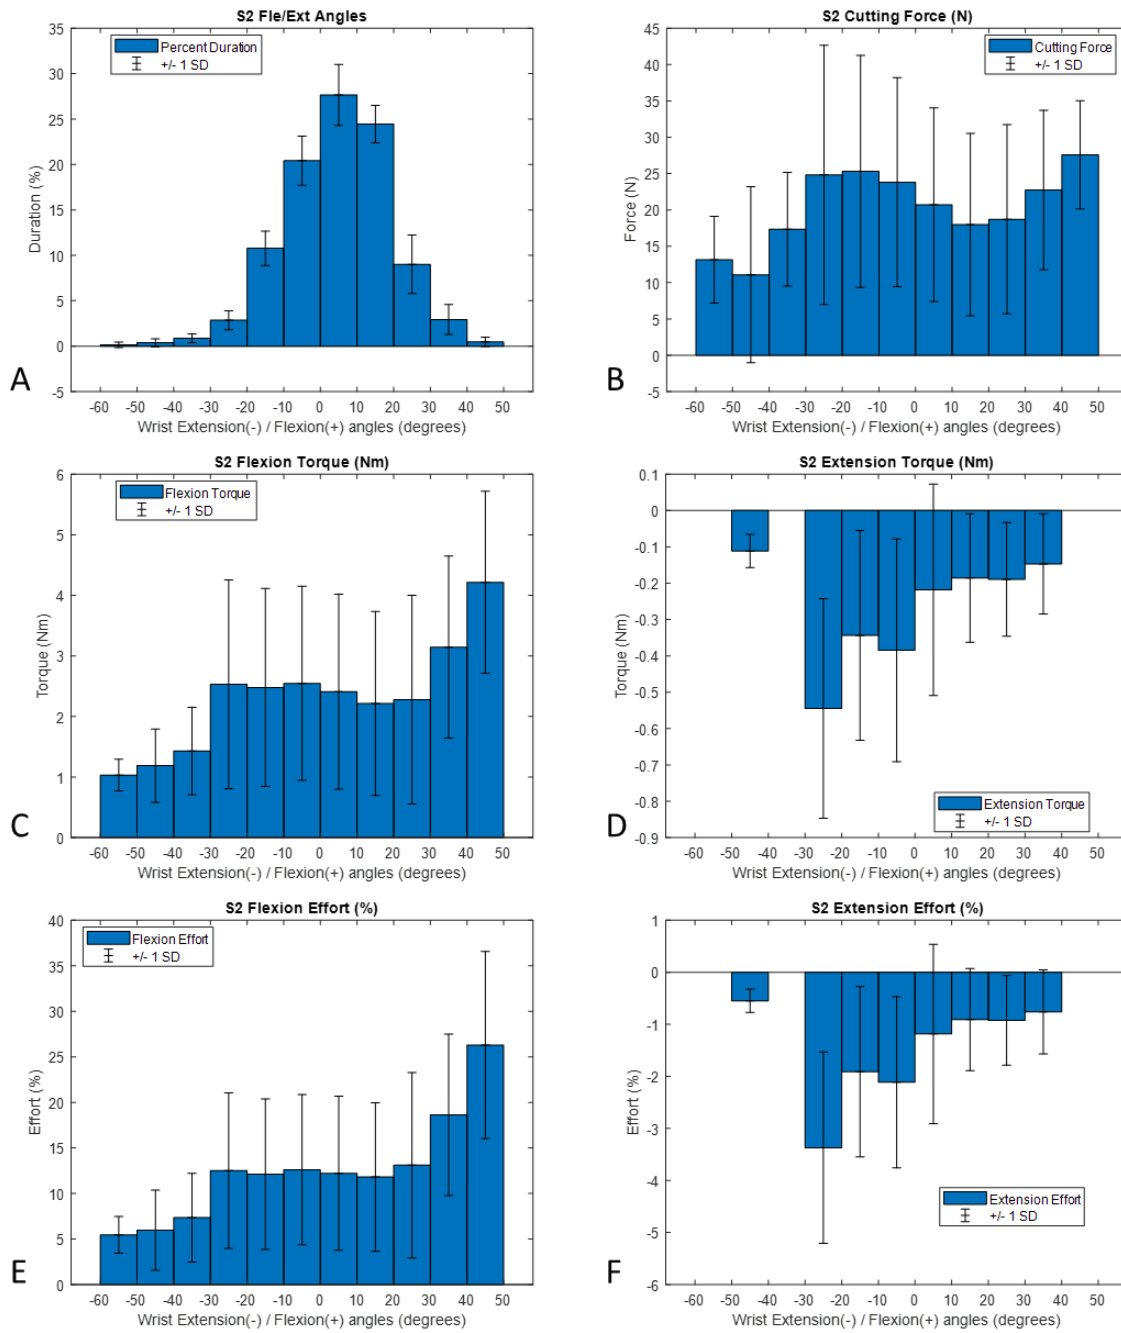 S2 Fle/Ext Angles
35
30
25
20
15
10
5
0
-5
Duration (%)
Percent Duration
+/- 1 SD
-60 -50 -40 -30 -20 -10 0 10 20 30 40 50
Wrist Extension(-) / Flexion(+) angles (degrees)
A
S2 Cutting Force (N)
45
40
35
30
25
20
15
10
5
0
-5
Force (N)
Cutting Force
+/- 1 SD
-60 -50 -40 -30 -20 -10 0 10 20 30 40 50
Wrist Extension(-) / Flexion(+) angles (degrees)
B
S2 Flexion Torque (Nm)
6
5
4
3
2
1
0
Torque (Nm)
Flexion Torque
+/- 1 SD
-60 -50 -40 -30 -20 -10 0 10 20 30 40 50
Wrist Extension(-) / Flexion(+) angles (degrees)
C
S2 Extension Torque (Nm)
0.1
0
-0.1
-0.2
-0.3
-0.4
-0.5
-0.6
-0.7
-0.8
-0.9
Torque (Nm)
Extension Torque
+/- 1 SD
-60 -50 -40 -30 -20 -10 0 10 20 30 40 50
Wrist Extension(-) / Flexion(+) angles (degrees)
D
S2 Flexion Effort (%)
40
35
30
25
20
15
10
5
0
Effort (%)
Flexion Effort
+/- 1 SD
-60 -50 -40 -30 -20 -10 0 10 20 30 40 50
Wrist Extension(-) / Flexion(+) angles (degrees)
E
S2 Extension Effort (%)
1
0
-1
-2
-3
-4
-5
-6
Effort (%)
Extension Effort
+/- 1 SD
-60 -50 -40 -30 -20 -10 0 10 20 30 40 50
Wrist Extension(-) / Flexion(+) angles (degrees)
F